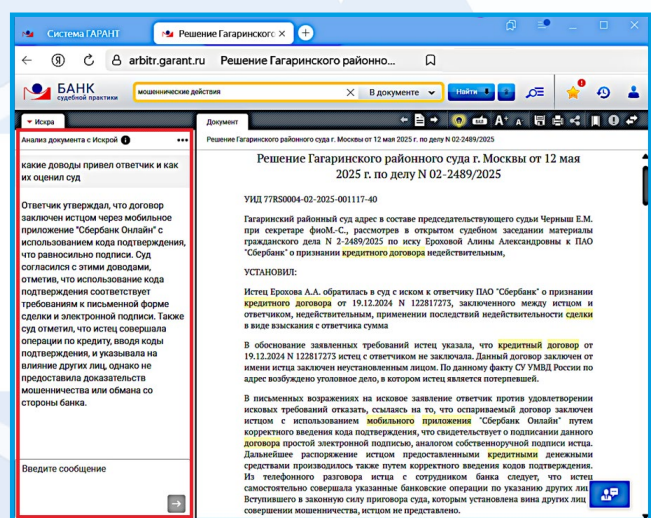 Система ГАРАНТ
Решение Гагаринског ×
+
arbitr.garant.ru Решение Гагаринского районно...
БАНК
судебной практики
мошеннические действия
В документе
Найти
Искра
Документ
Анализ документа с Искрой
Решение Гагаринского районного суда г. Москвы от 12 мая 2025 г. по делу N 02-2489/2025
какие доводы привел ответчик и как
их оценил суд
Ответчик утверждал, что договор
заключен истцом через мобильное
приложение "Сбербанк Онлайн" с
использованием кода подтверждения,
что равносильно подписи. Суд
согласился с этими доводами,
отметив, что использование кода
подтверждения соответствует
требованиям к письменной форме
сделки и электронной подписи. Также
суд отметил, что истец совершала
операции по кредиту, вводя коды
подтверждения, и указывала на
влияние других лиц, однако не
предоставила доказательств
мошенничества или обмана со
стороны банка.
Введите сообщение
Решение Гагаринского районного суда г. Москвы от 12 мая
2025 г. по делу N 02-2489/2025
УИД 77RS0004-02-2025-001117-40
Гагаринский районный суд адрес в составе председательствующего судьи Черныш Е.М.
при секретаре фиоМ.-С., рассмотрев в открытом судебном заседании материалы
гражданского дела N 2-2489/2025 по иску Ероховой Алины Александровны к ПАО
"Сбербанк" о признании кредитного договора недействительным,
УСТАНОВИЛ:
Истец Ерохова А.А. обратилась в суд с иском к ответчику ПАО "Сбербанк" о признании
кредитного договора от 19.12.2024 N 122817273, заключенного между истцом и
ответчиком, недействительным, применении последствий недействительности сделки
в виде взыскания с ответчика сумма
В обоснование заявленных требований истец указала, что кредитный договор от
19.12.2024 N 122817273 истец с ответчиком не заключала. Данный договор заключен от
имени истца заключен неустановленным лицом. По данному факту СУ УМВД России по
адрес возбуждено уголовное дело, в котором истец является потерпевшей.
В письменных возражениях на исковое заявление ответчик против удовлетворении
исковых требований отказать, ссылаясь на то, что оспариваемый договор заключен
истцом с использованием мобильного приложения "Сбербанк Онлайн" путем
корректного введения кода подтверждения, что свидетельствует о подписании данного
договора простой электронной подписью, аналогом собственноручной подписи истца.
Дальнейшее распоряжение истцом предоставленными кредитными денежными
средствами производилось также путем корректного введения кодов подтверждения.
Из телефонного разговора истца с сотрудником банка следует, что истец
самостоятельно совершала указанные банковские операции по указанию других ли
Вступившего в законную силу приговора суда, которым установлена вина других ли
совершении мошенничества, истцом не представлено.